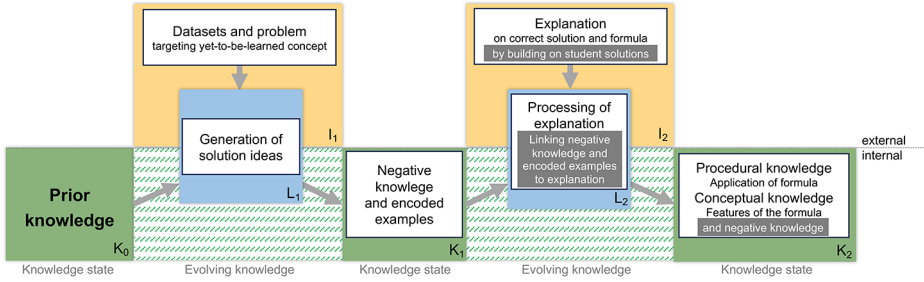 Datasets and problem
targeting yet-to-be-learned concept
Explanation
on correct solution and formula
by building on student solutions
Generation of
solution ideas
I1
L1
Processing of
explanation
Linking negative
knowledge and
encoded examples
to explanation
I2
L2
external
internal
Prior
knowledge
K0
Negative
knowlege
and encoded
examples
K1
Procedural knowledge
Application of formula
Conceptual knowledge
Features of the formula
and negative knowledge
K2
Knowledge state
Evolving knowledge
Knowledge state
Evolving knowledge
Knowledge state